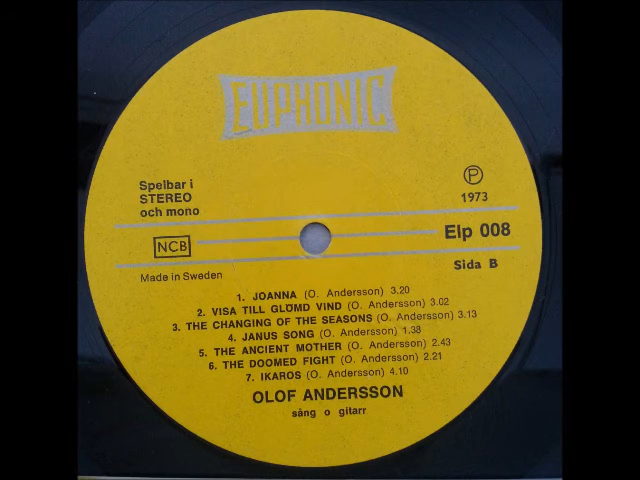 EUPHONIC
Spelbar i
STEREO
och mono
Ⓟ
1973
NCB
Elp 008
Made in Sweden
Sida B
1. JOANNA (O. Andersson) 3.20
2. VISA TILL GLÖMD VIND (O. Andersson) 3.02
3. THE CHANGING OF THE SEASONS (O. Andersson) 3.13
4. JANUS SONG (O. Andersson) 1.38
5. THE ANCIENT MOTHER (O. Andersson) 2.43
6. THE DOOMED FIGHT (O. Andersson) 2.21
7. IKAROS (O. Andersson) 4.10
OLOF ANDERSSON
sång o gitarr